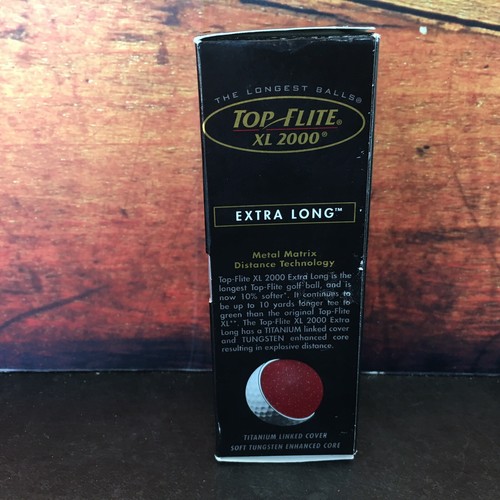 THE LONGEST BALLS®
TOP-FLITE®
XL 2000®
EXTRA LONG™
Metal Matrix
Distance Technology
Top-Flite XL 2000 Extra Long is the
longest Top-Flite golf ball, and is
now 10% softer*. It continues to
be up to 10 yards longer tee to
green than the original Top-Flite
XL**. The Top-Flite XL 2000 Extra
Long has a TITANIUM linked cover
and TUNGSTEN enhanced core
resulting in explosive distance.
TITANIUM LINKED COVER
SOFT TUNGSTEN ENHANCED CORE